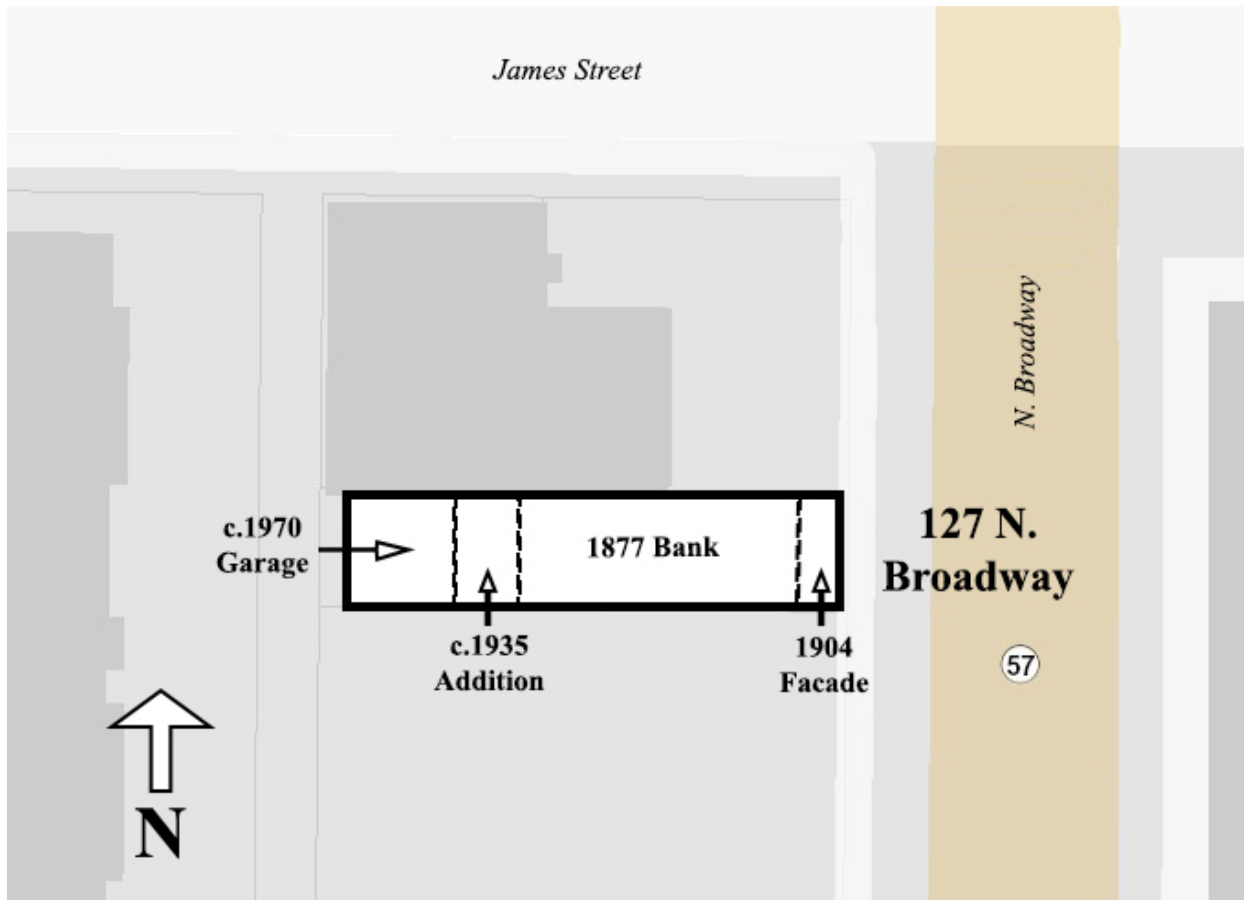 James Street
N. Broadway
c.1970
Garage
1877 Bank
127 N.
Broadway
c.1935
Addition
1904
Facade
57
N